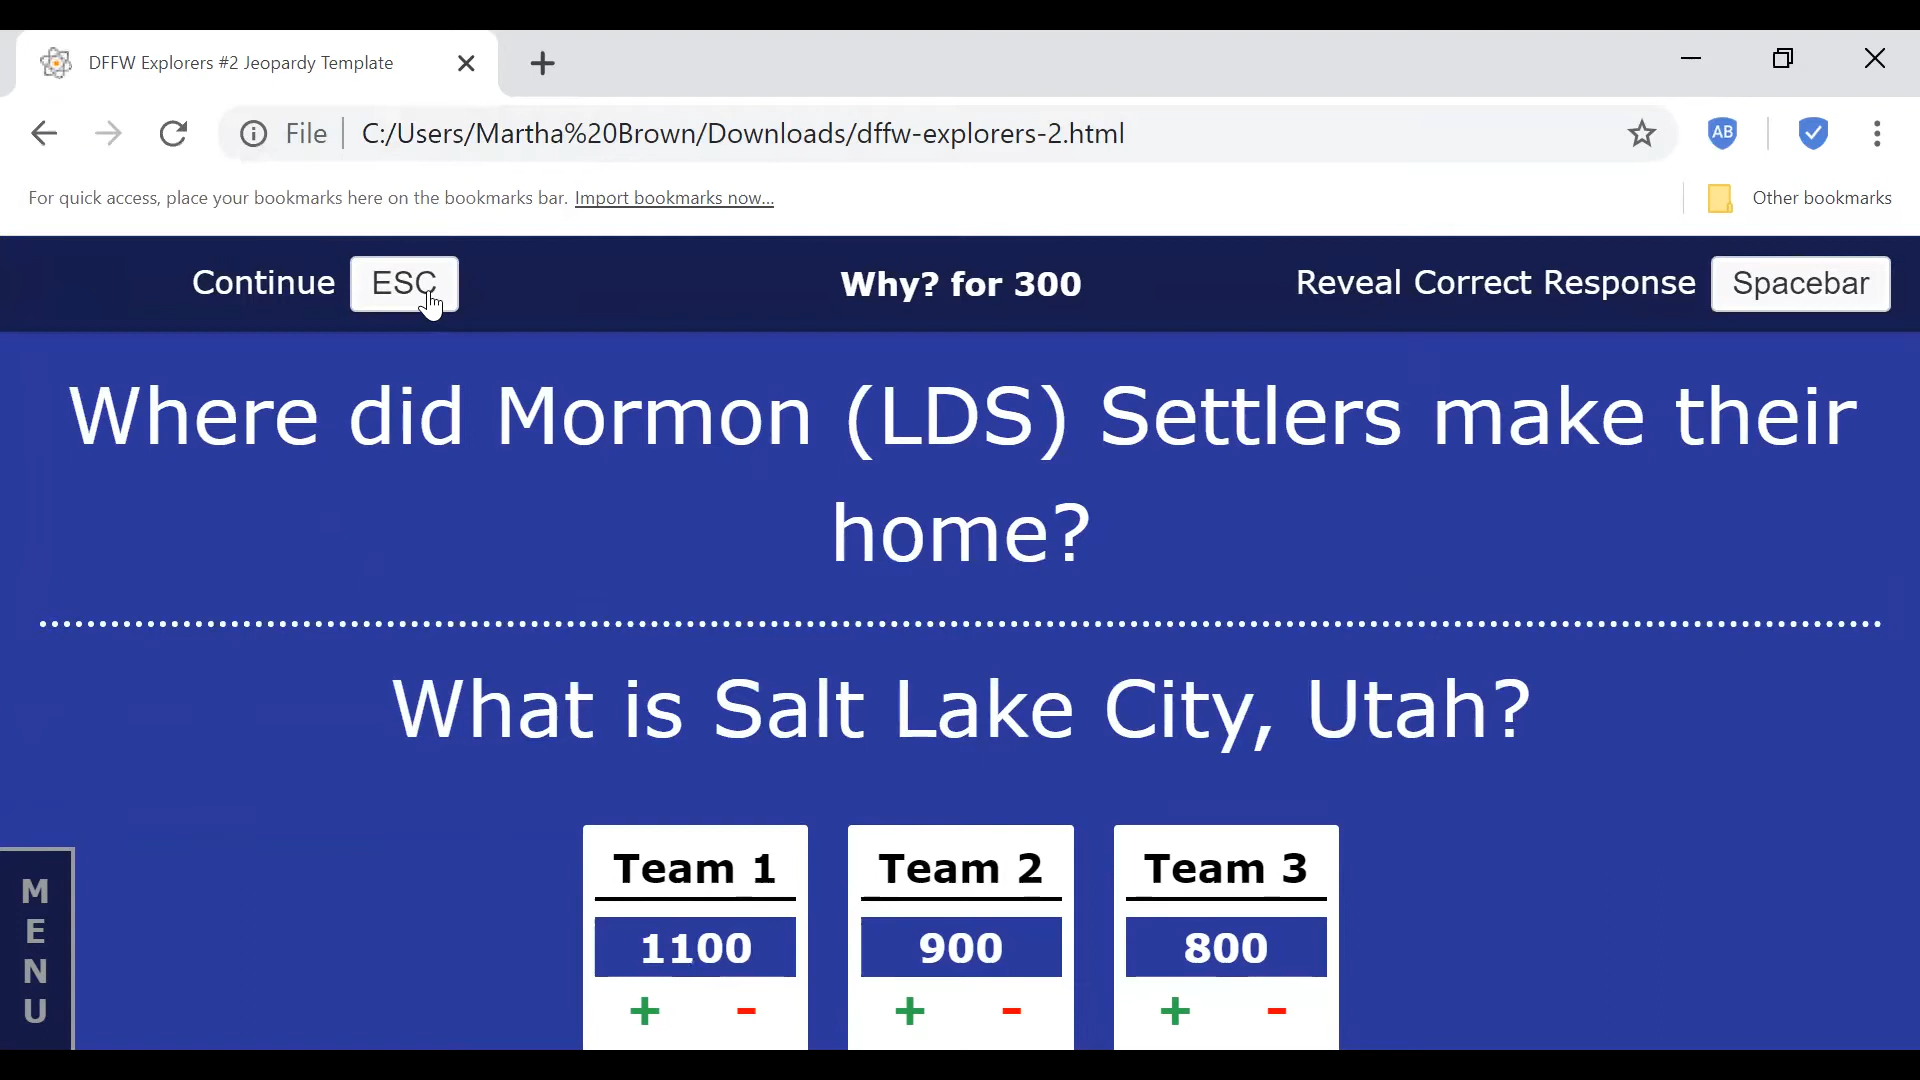 DFFW Explorers #2 Jeopardy Template
File C:/Users/Martha%20Brown/Downloads/dffw-explorers-2.html
AB
For quick access, place your bookmarks here on the bookmarks bar. Import bookmarks now...
Other bookmarks
Continue ESC
Why? for 300
Reveal Correct Response Spacebar
Where did Mormon (LDS) Settlers make their
home?
What is Salt Lake City, Utah?
Team 1 Team 2 Team 3
1100 900 800
+ - + - + -
MENU